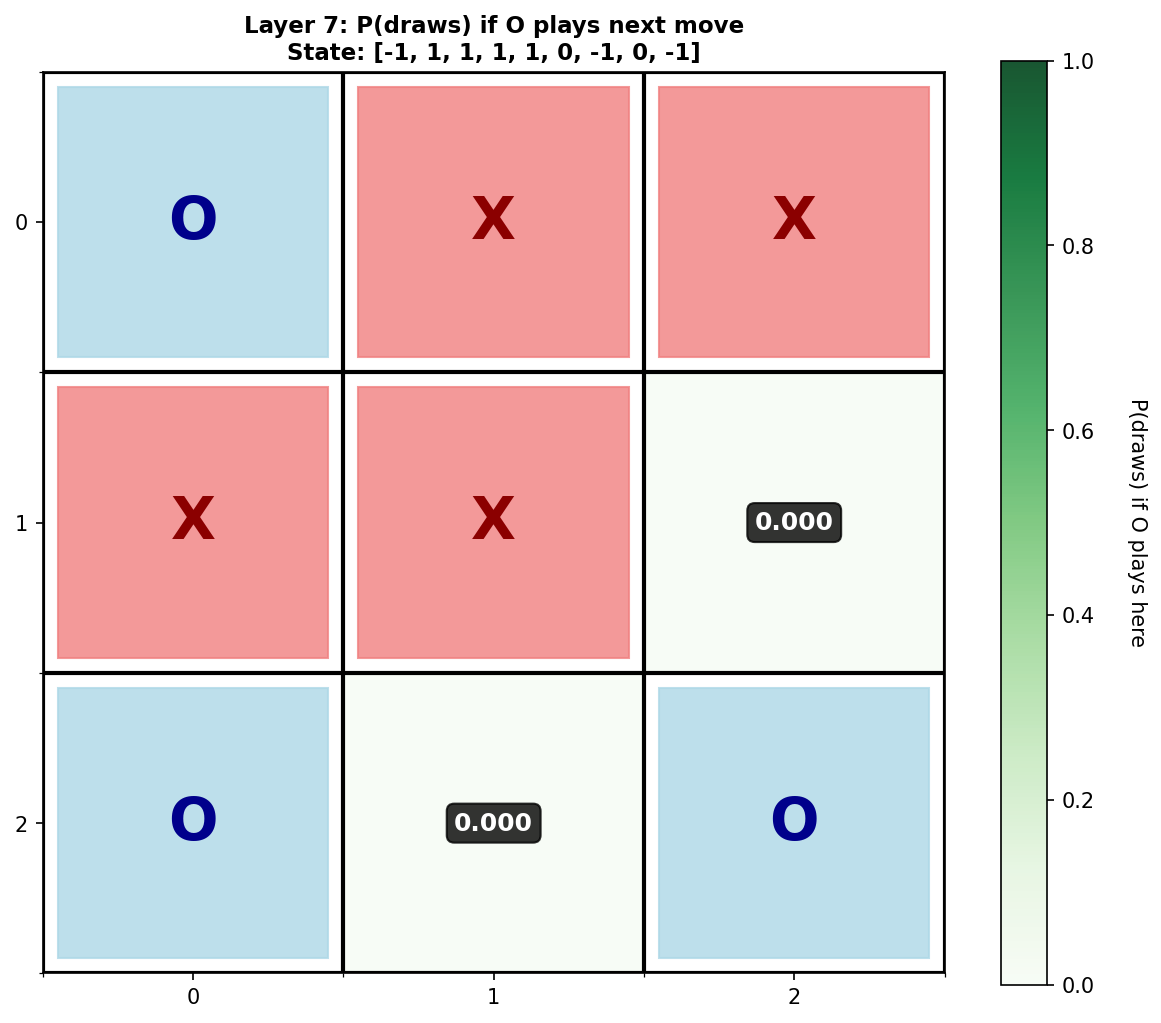 Layer 7: P(draws) if O plays next move
State: [-1, 1, 1, 1, 1, 0, -1, 0, -1]
O
X
X
X
X
0.000
O
0.000
O
0
1
2
0
1
2
1.0
0.8
0.6
0.4
0.2
0.0
P(draws) if O plays here